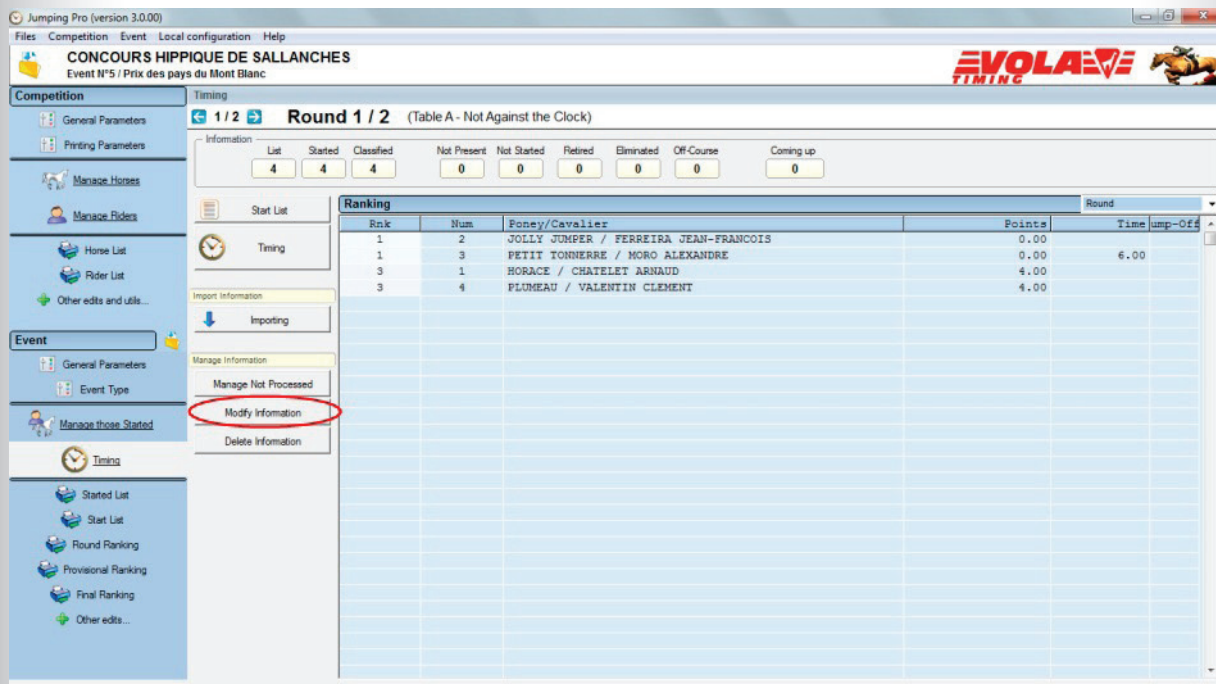 Jumping Pro (version 3.0.00)
Files Competition Event Local configuration Help
CONCOURS HIPPIQUE DE SALLANCHES
Event N°5 / Prix des pays du Mont Blanc
VOLA
TIMING
Competition
General Parameters
Printing Parameters
Manage Horses
Manage Riders
Horse List
Rider List
Other edits and utils...
Event
General Parameters
Event Type
Manage those Started
Timing
Started List
Start List
Round Ranking
Provisional Ranking
Final Ranking
Other edits...
Timing
1 / 2 Round 1 / 2 (Table A - Not Against the Clock)
Information
List Started Classified Not Present Not Started Retired Eliminated Off-Course Coming up
4 4 4 0 0 0 0 0 0
Start List
Timing
Import Information
Importing
Manage Information
Manage Not Processed
Modify Information
Delete Information
Ranking Round
Rnk Num Poney/Cavalier Points Time ump-Off
1 2 JOLLY JUMPER / FERREIRA JEAN-FRANCOIS 0.00
1 3 PETIT TONNERRE / MORO ALEXANDRE 0.00 6.00
3 1 HORACE / CHATELET ARNAUD 4.00
3 4 PLUMEAU / VALENTIN CLEMENT 4.00